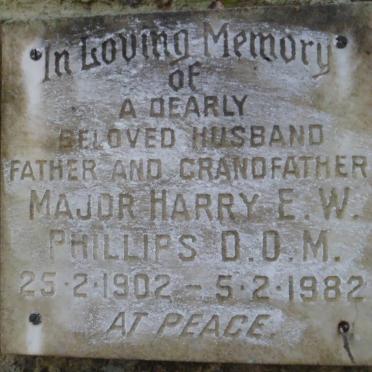 In Loving Memory
OF
A DEARLY
BELOVED HUSBAND
FATHER AND GRANDFATHER
MAJOR HARRY E.W.
PHILLIPS O.O.M.
25·2·1902 - 5·2·1982
AT PEACE.